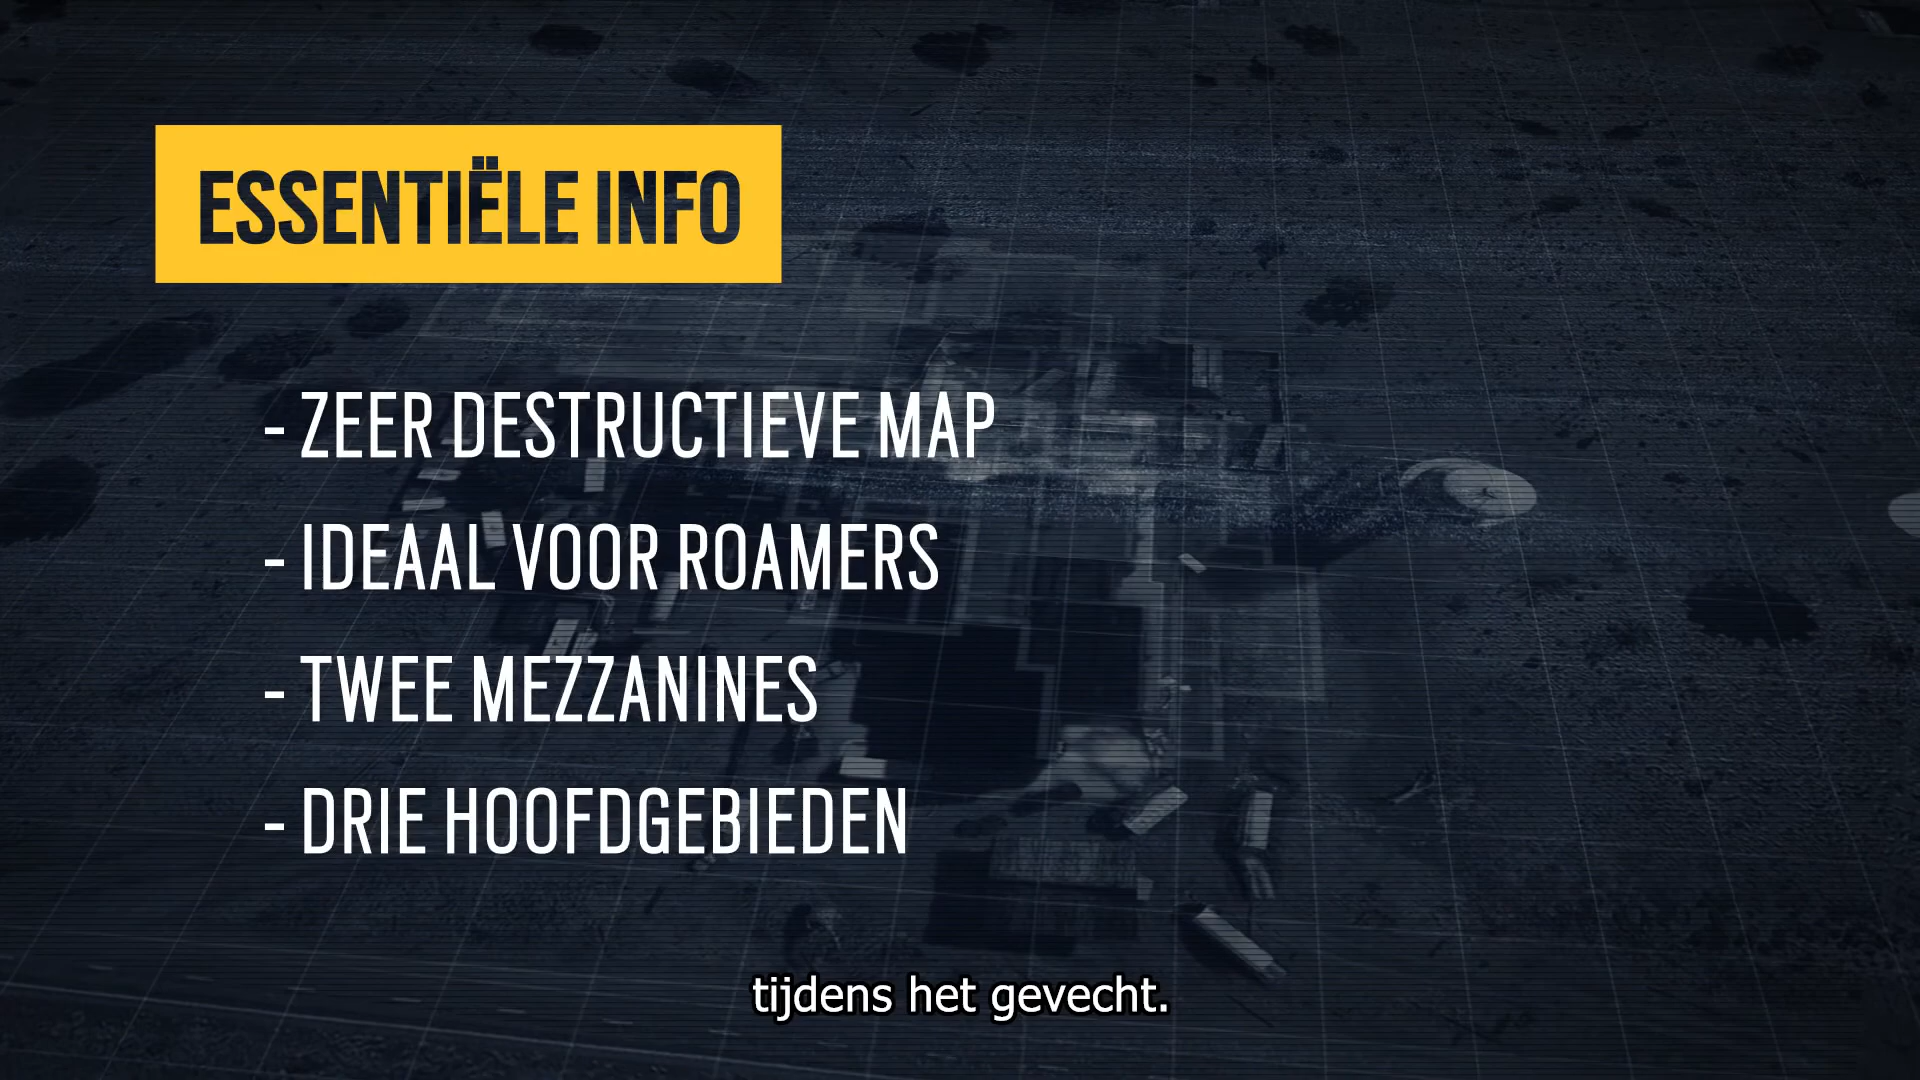 ESSENTIËLE INFO
- ZEER DESTRUCTIEVE MAP
- IDEAAL VOOR ROAMERS
- TWEE MEZZANINES
- DRIE HOOFDGEBIEDEN
tijdens het gevecht.